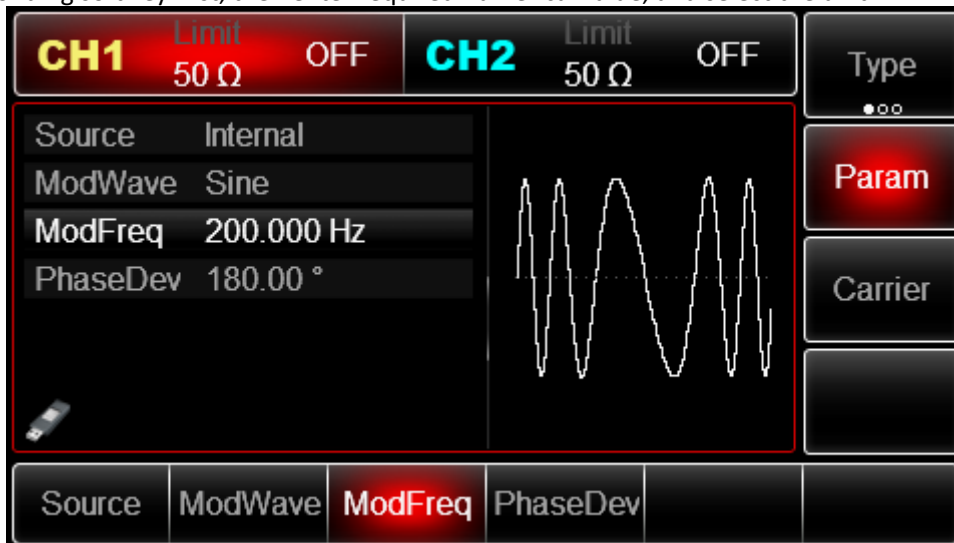 CH1 Limit 50 Ω OFF CH2 Limit 50 Ω OFF
Type
Source Internal
ModWave Sine
ModFreq 200.000 Hz
PhaseDev 180.00 °
Param
Carrier
Source ModWave ModFreq PhaseDev